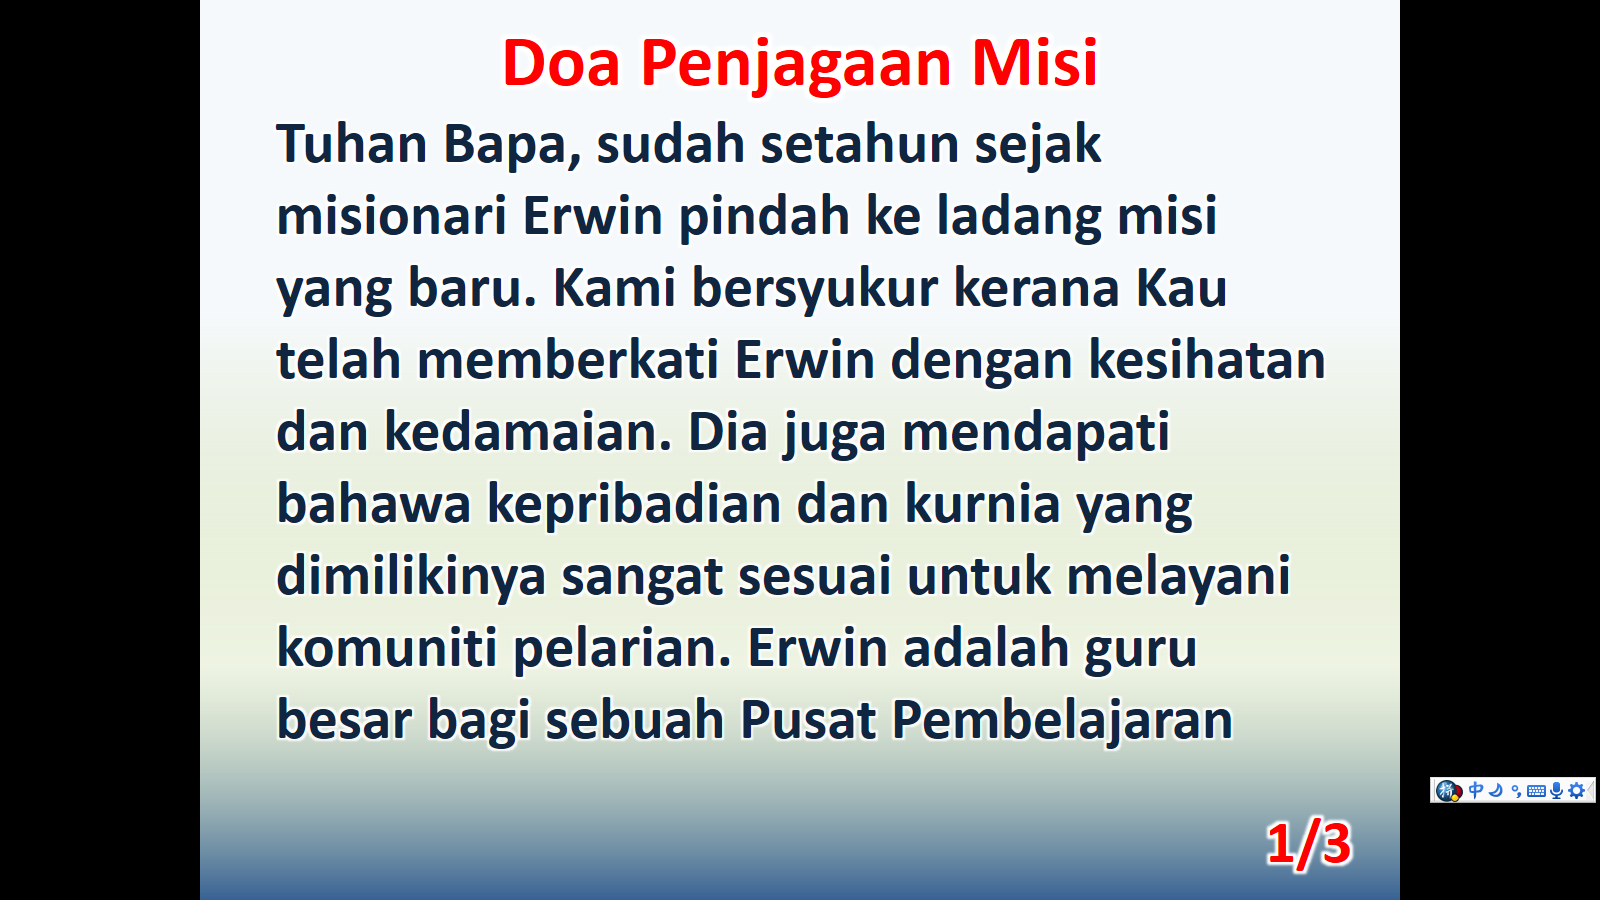 Doa Penjagaan Misi
Tuhan Bapa, sudah setahun sejak
misionari Erwin pindah ke ladang misi
yang baru. Kami bersyukur kerana Kau
telah memberkati Erwin dengan kesihatan
dan kedamaian. Dia juga mendapati
bahawa kepribadian dan kurnia yang
dimilikinya sangat sesuai untuk melayani
komuniti pelarian. Erwin adalah guru
besar bagi sebuah Pusat Pembelajaran
中
1/3